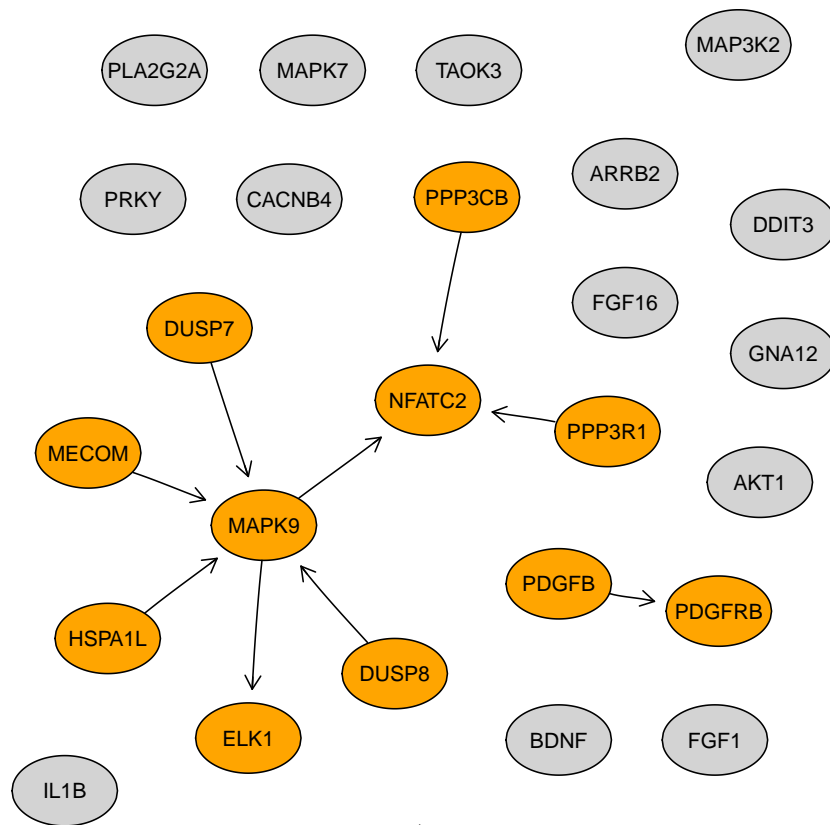 MAP3K2
PLA2G2A
MAPK7
TAOK3
ARRB2
PRKY
CACNB4
PPP3CB
DDIT3
FGF16
DUSP7
GNA12
NFATC2
PPP3R1
MECOM
AKT1
MAPK9
PDGFB
PDGFRB
HSPA1L
DUSP8
ELK1
BDNF
FGF1
IL1B